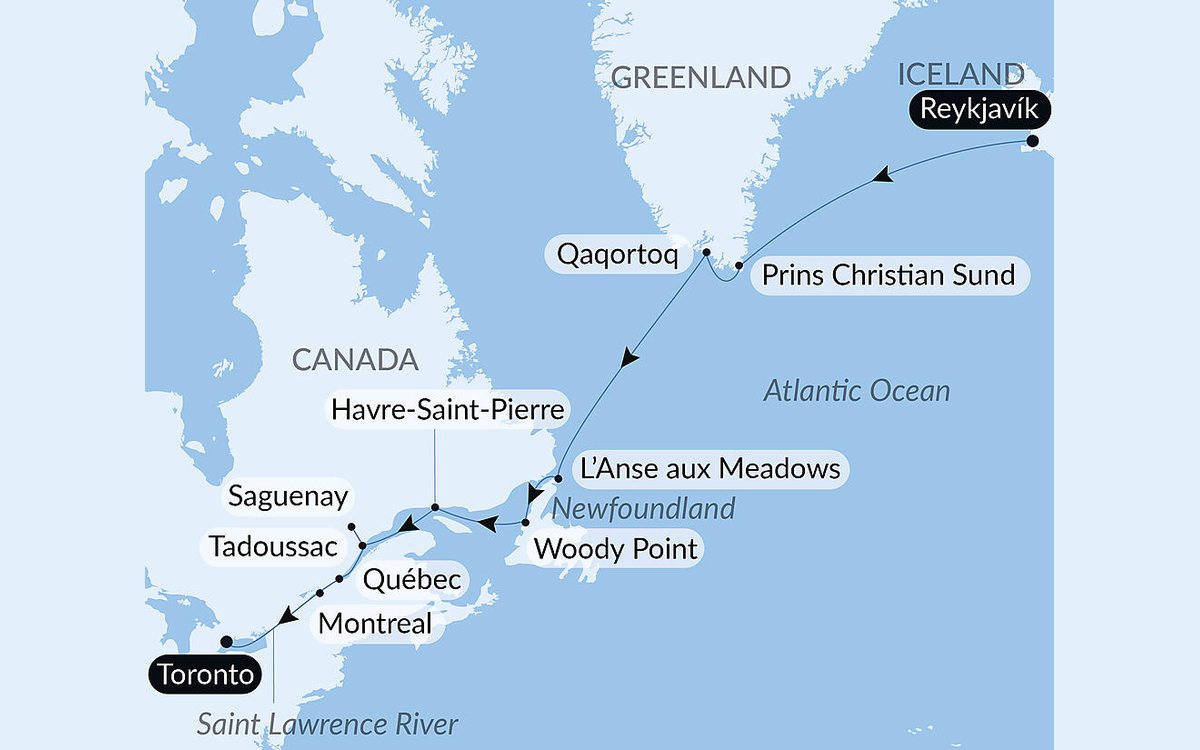 GREENLAND
ICELAND
Reykjavík
Qaqortoq
Prins Christian Sund
CANADA
Atlantic Ocean
Havre-Saint-Pierre
L’Anse aux Meadows
Saguenay
Newfoundland
Tadoussac
Woody Point
Québec
Montreal
Toronto
Saint Lawrence River